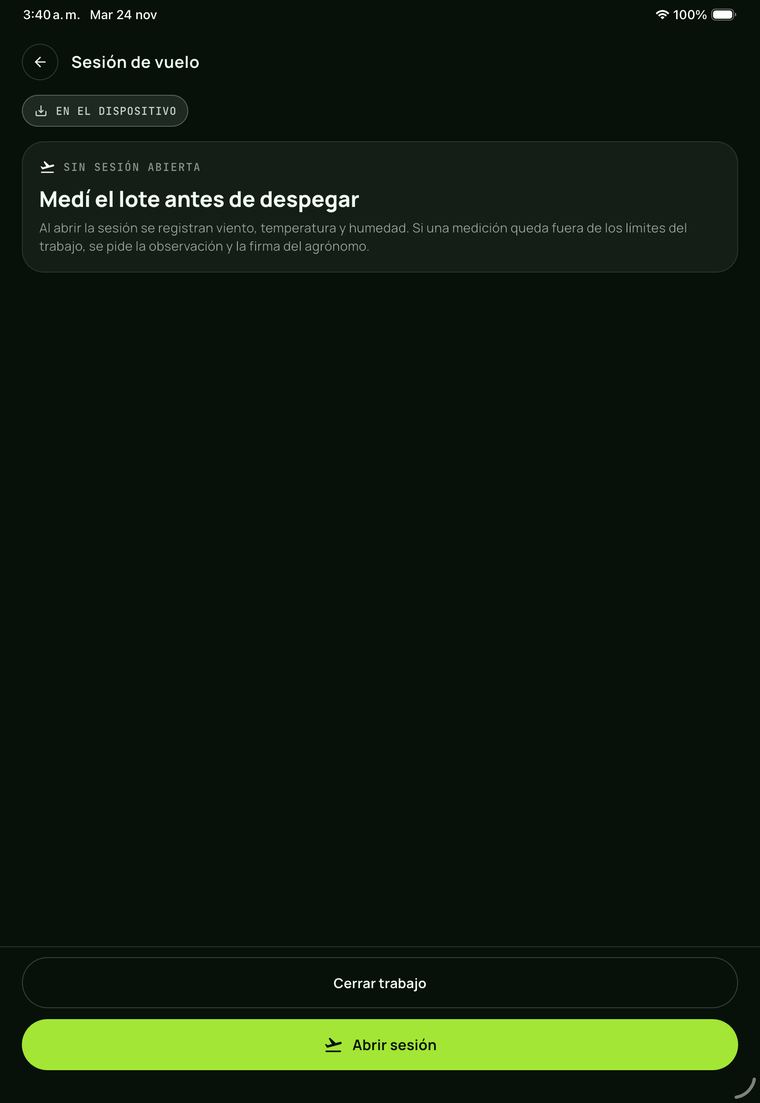 3:40 a. m. Mar 24 nov
100%
Sesión de vuelo
EN EL DISPOSITIVO
SIN SESIÓN ABIERTA
Medí el lote antes de despegar
Al abrir la sesión se registran viento, temperatura y humedad. Si una medición queda fuera de los límites del
trabajo, se pide la observación y la firma del agrónomo.
Cerrar trabajo
Abrir sesión